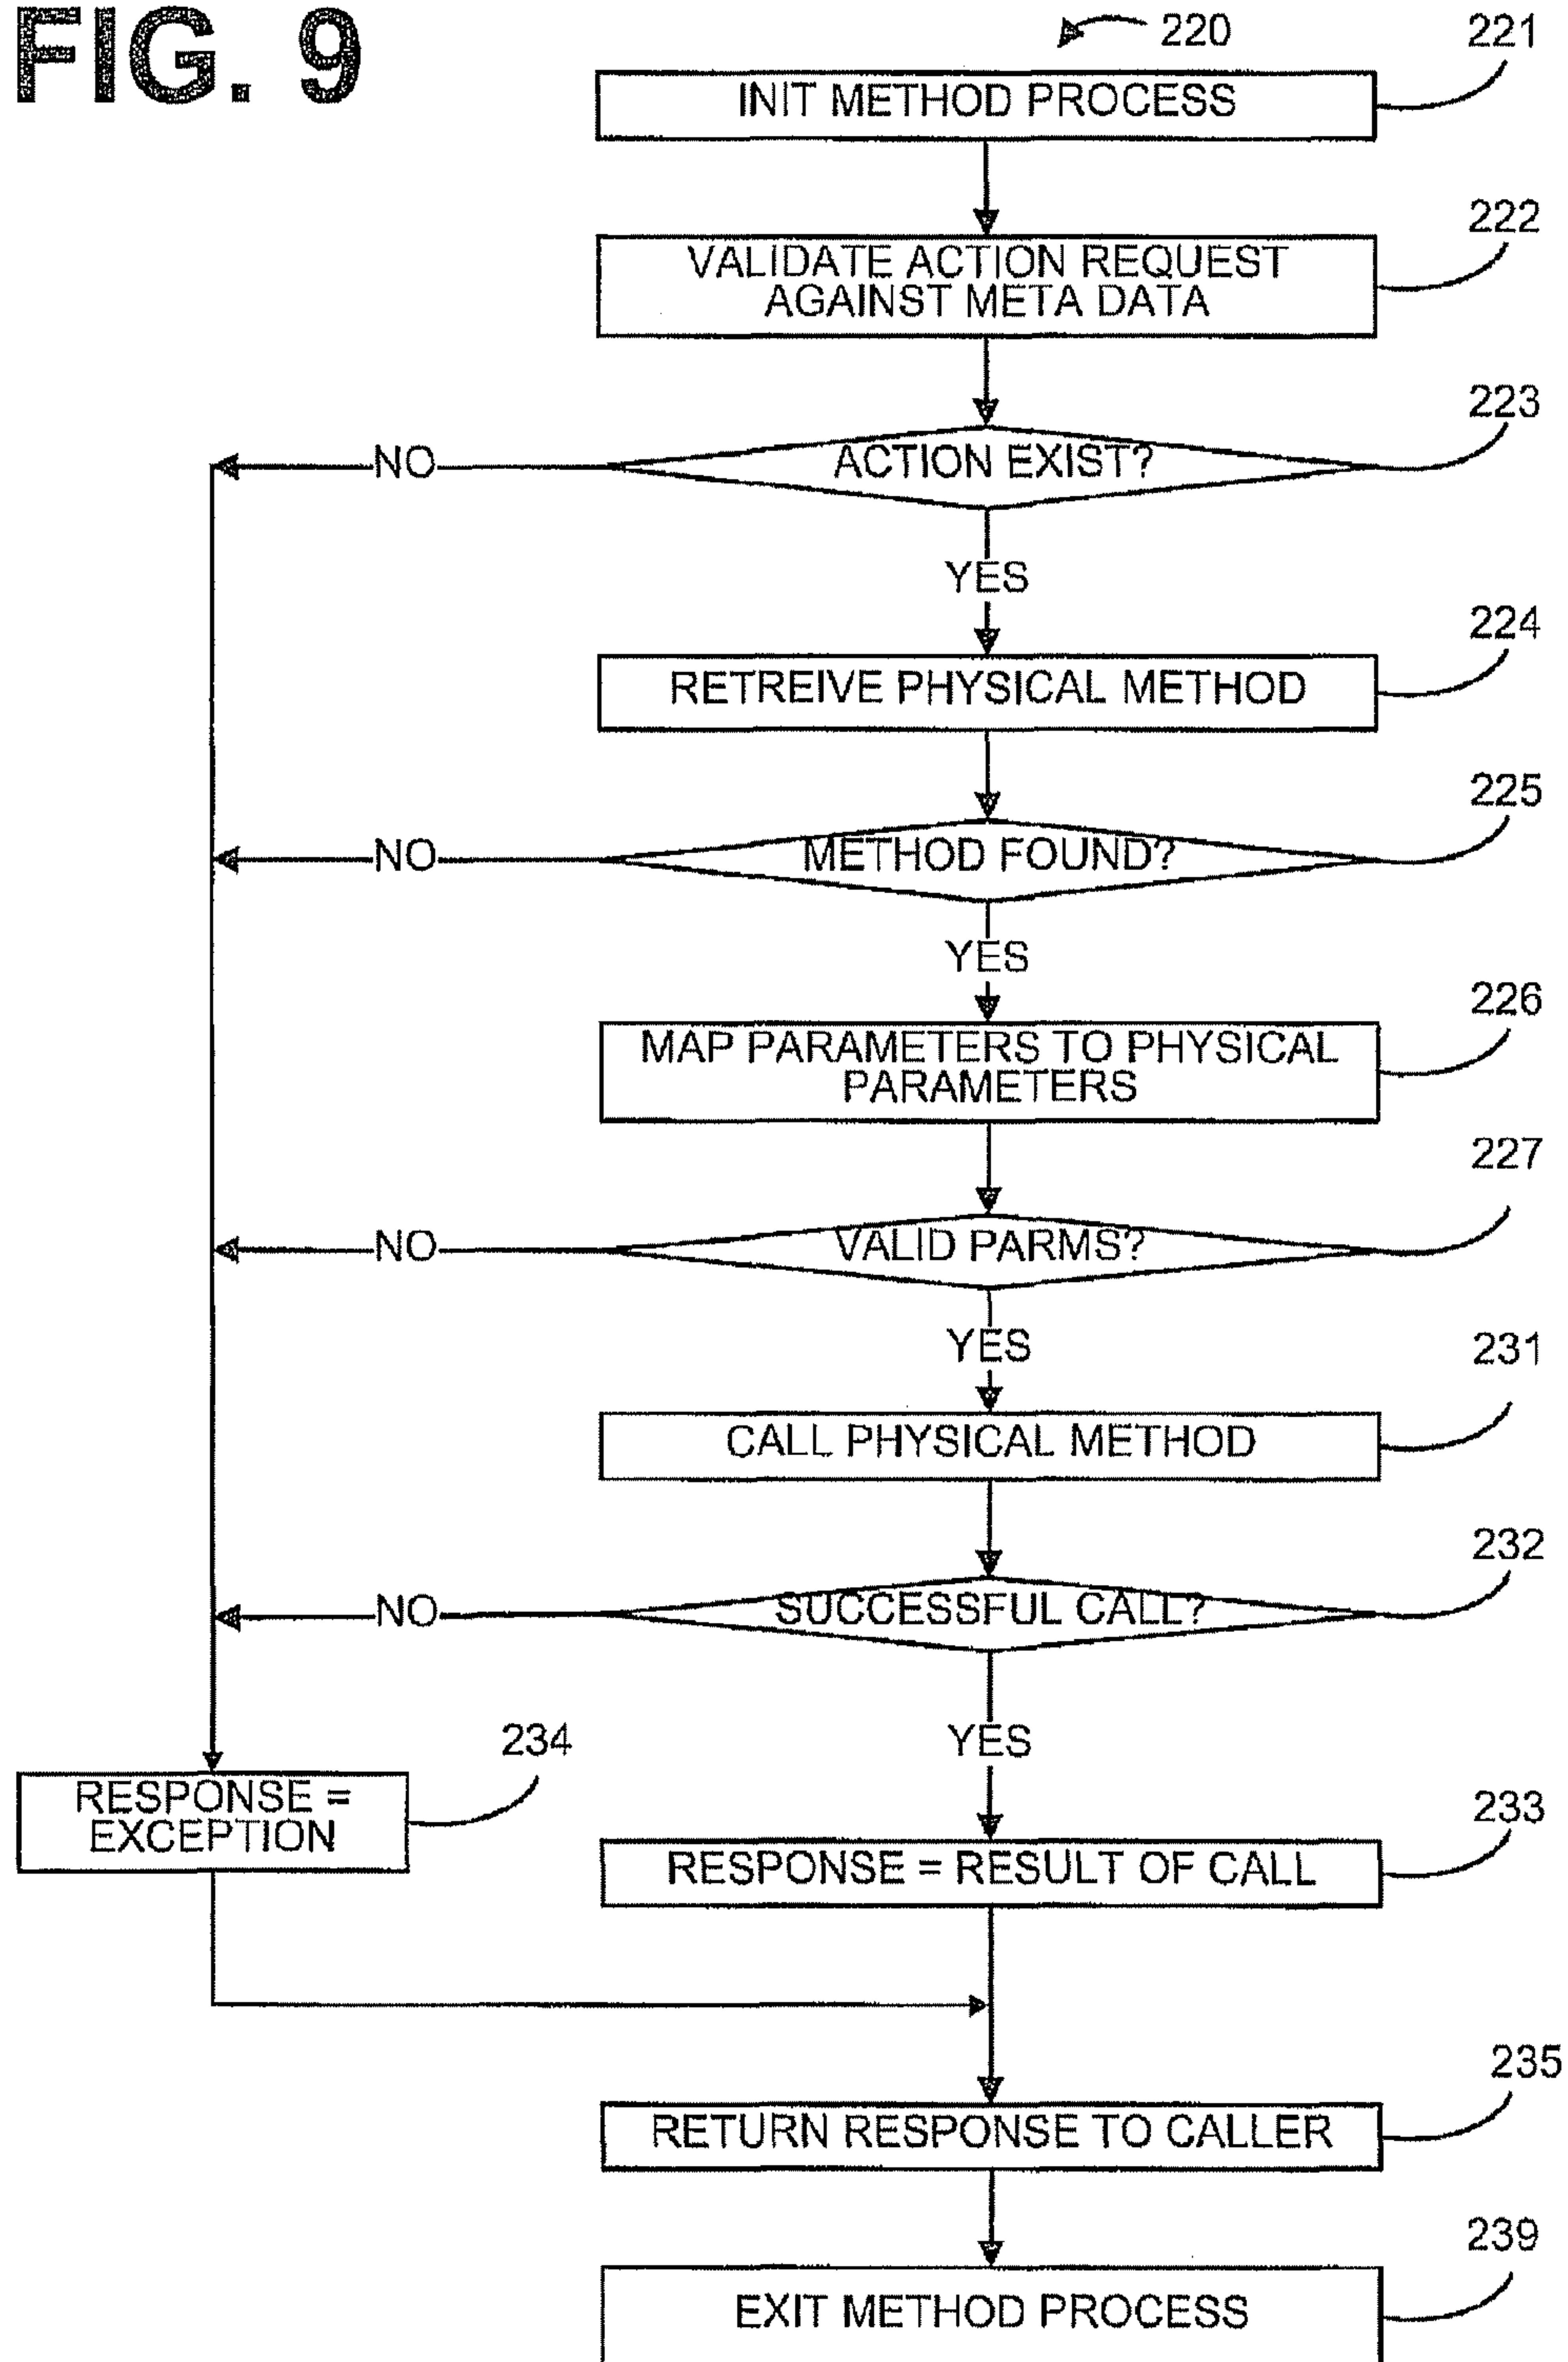 FIG. 9
220
221
INIT METHOD PROCESS
222
VALIDATE ACTION REQUEST
AGAINST META DATA
223
NO
ACTION EXIST?
YES
224
RETREIVE PHYSICAL METHOD
225
NO
METHOD FOUND?
YES
226
MAP PARAMETERS TO PHYSICAL
PARAMETERS
227
NO
VALID PARMS?
YES
231
CALL PHYSICAL METHOD
232
NO
SUCCESSFUL CALL?
YES
234
RESPONSE =
EXCEPTION
233
RESPONSE = RESULT OF CALL
235
RETURN RESPONSE TO CALLER
239
EXIT METHOD PROCESS